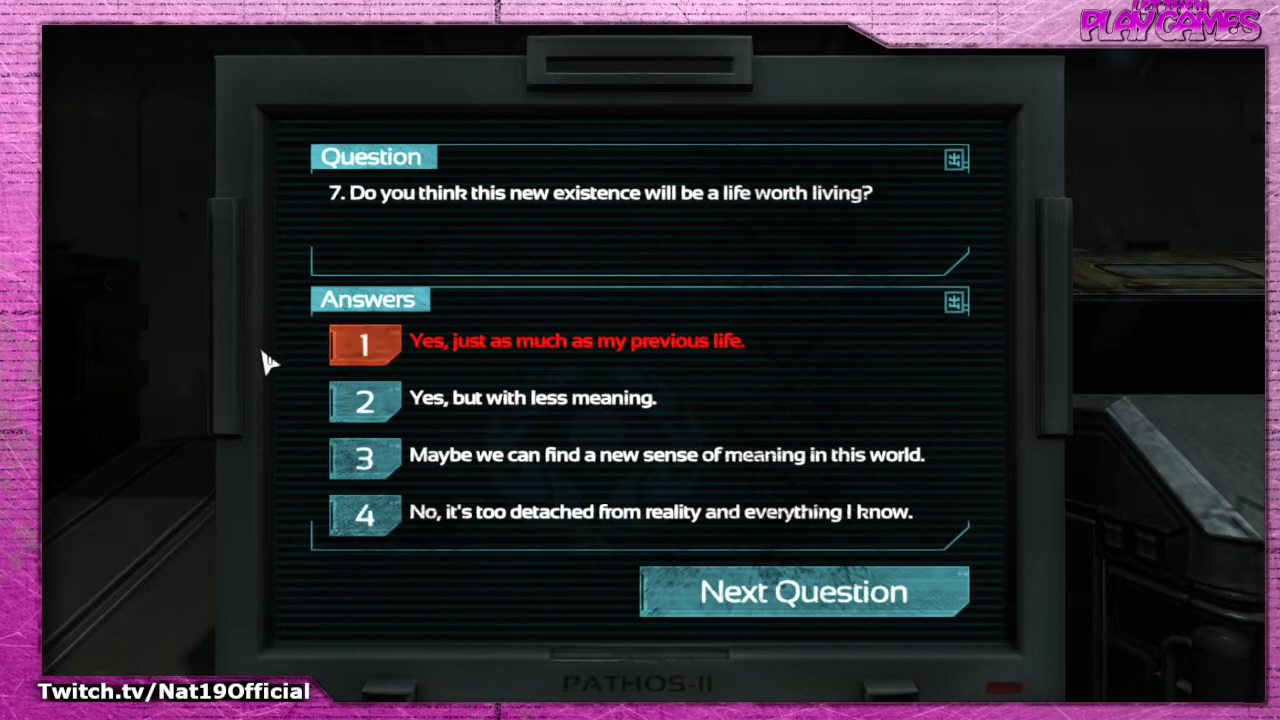 PLAY GAMES
Question
7. Do you think this new existence will be a life worth living?
Answers
1 Yes, just as much as my previous life.
2 Yes, but with less meaning.
3 Maybe we can find a new sense of meaning in this world.
4 No, it's too detached from reality and everything I know.
Next Question
PATHOS-II
Twitch.tv/Nat19Official